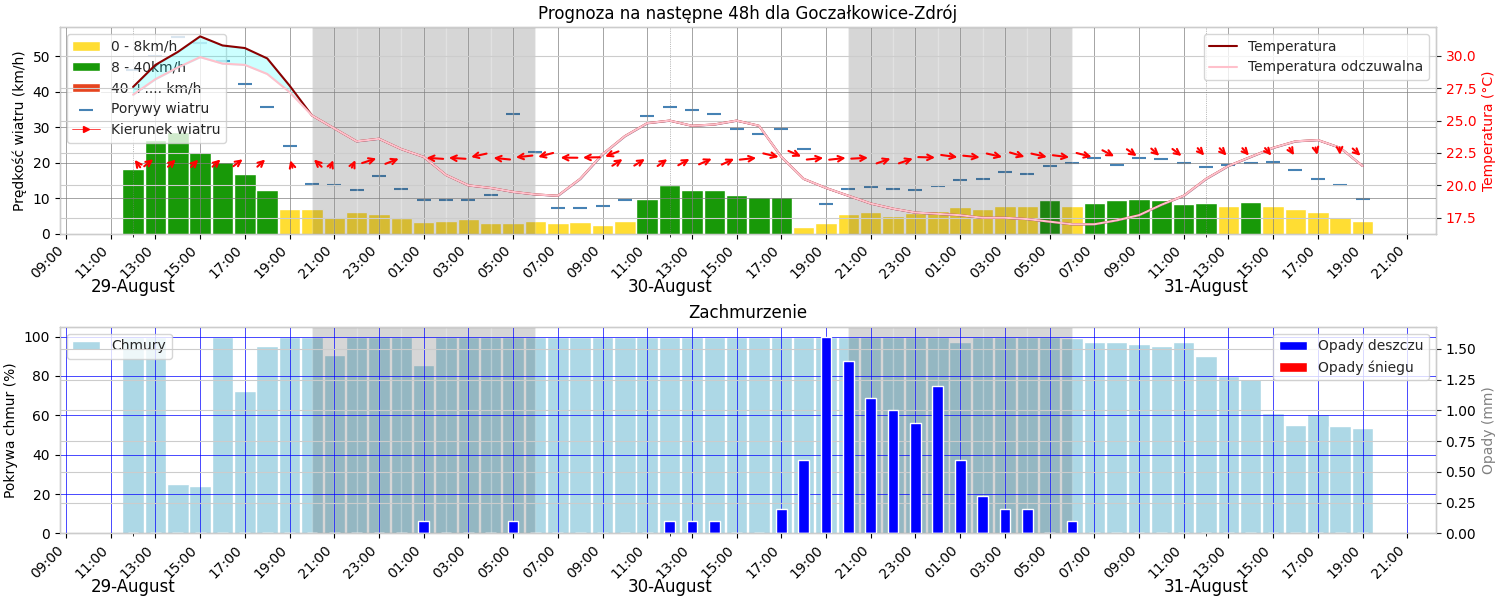 Prognoza na następne 48h dla Goczałkowice-Zdrój
Prędkość wiatru (km/h)
50
40
30
20
10
0
0 - 8km/h
8 - 40km/h
Porywy wiatru
Kierunek wiatru
Temperatura
Temperatura odczuwalna
30.0
27.5
25.0
22.5
20.0
17.5
Temperatura (°C)
09:00 11:00 13:00 15:00 17:00 19:00 21:00 23:00 01:00 03:00 05:00 07:00 09:00 11:00 13:00 15:00 17:00 19:00 21:00 23:00 01:00 03:00 05:00 07:00 09:00 11:00 13:00 15:00 17:00 19:00 21:00
29-August 30-August 31-August
Zachmurzenie
Pokrywa chmur (%)
100
80
60
40
20
0
Chmury
Opady deszczu
Opady śniegu
1.50
1.25
1.00
0.75
0.50
0.25
0.00
Opady (mm)
09:00 11:00 13:00 15:00 17:00 19:00 21:00 23:00 01:00 03:00 05:00 07:00 09:00 11:00 13:00 15:00 17:00 19:00 21:00 23:00 01:00 03:00 05:00 07:00 09:00 11:00 13:00 15:00 17:00 19:00 21:00
29-August 30-August 31-August